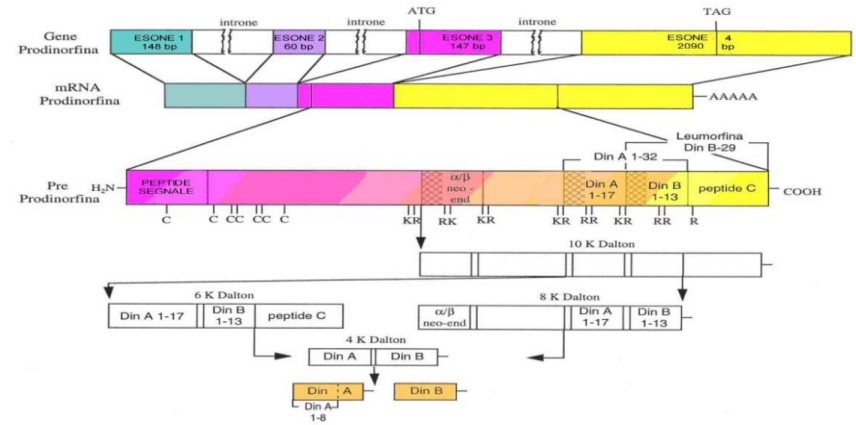 ATG
TAG
introne
introne
introne
Gene
Prodinorfina
ESONE 1
148 bp
ESONE 2
60 bp
ESONE 3
147 bp
ESONE 4
2090 bp
mRNA
Prodinorfina
AAAAA
Leumorfina
Din B-29
Din A 1-32
Pre
Prodinorfina
H₂N
PEPTIDE
SEGNALE
α/β
neo -
end
Din A
1-17
Din B
1-13
peptide C
COOH
C C CC CC C KR RK KR KR RR KR RR R
10 K Dalton
6 K Dalton
8 K Dalton
Din A 1-17
Din B
1-13
peptide C
α/β
neo-end
Din A
1-17
Din B
1-13
4 K Dalton
Din A
Din B
Din A
Din B
Din A
1-8